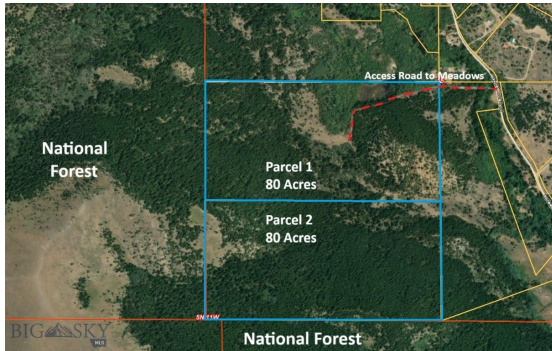 Access Road to Meadows
National
Forest
Parcel 1
80 Acres
Parcel 2
80 Acres
5N 11W
BIG SKY
MLS
National Forest